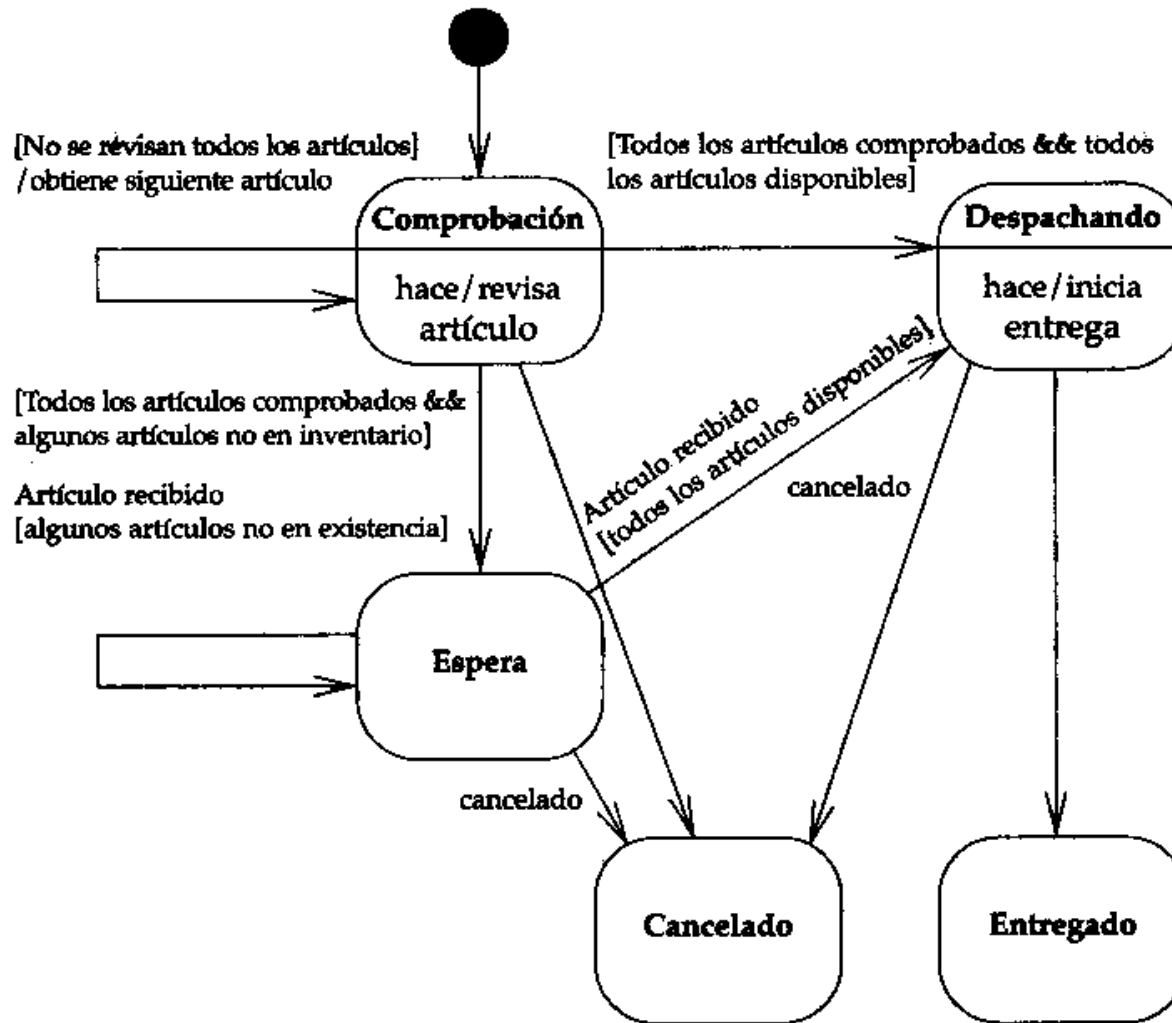 [No se revisan todos los artículos]
/obtiene siguiente artículo
[Todos los artículos comprobados && todos
los artículos disponibles]
Comprobación
hace/revisa
artículo
Despachando
hace/inicia
entrega
[Todos los artículos comprobados &&
algunos artículos no en inventario]
Artículo recibido
[algunos artículos no en existencia]
Artículo recibido
[todos los artículos disponibles]
cancelado
Espera
cancelado
Cancelado
Entregado